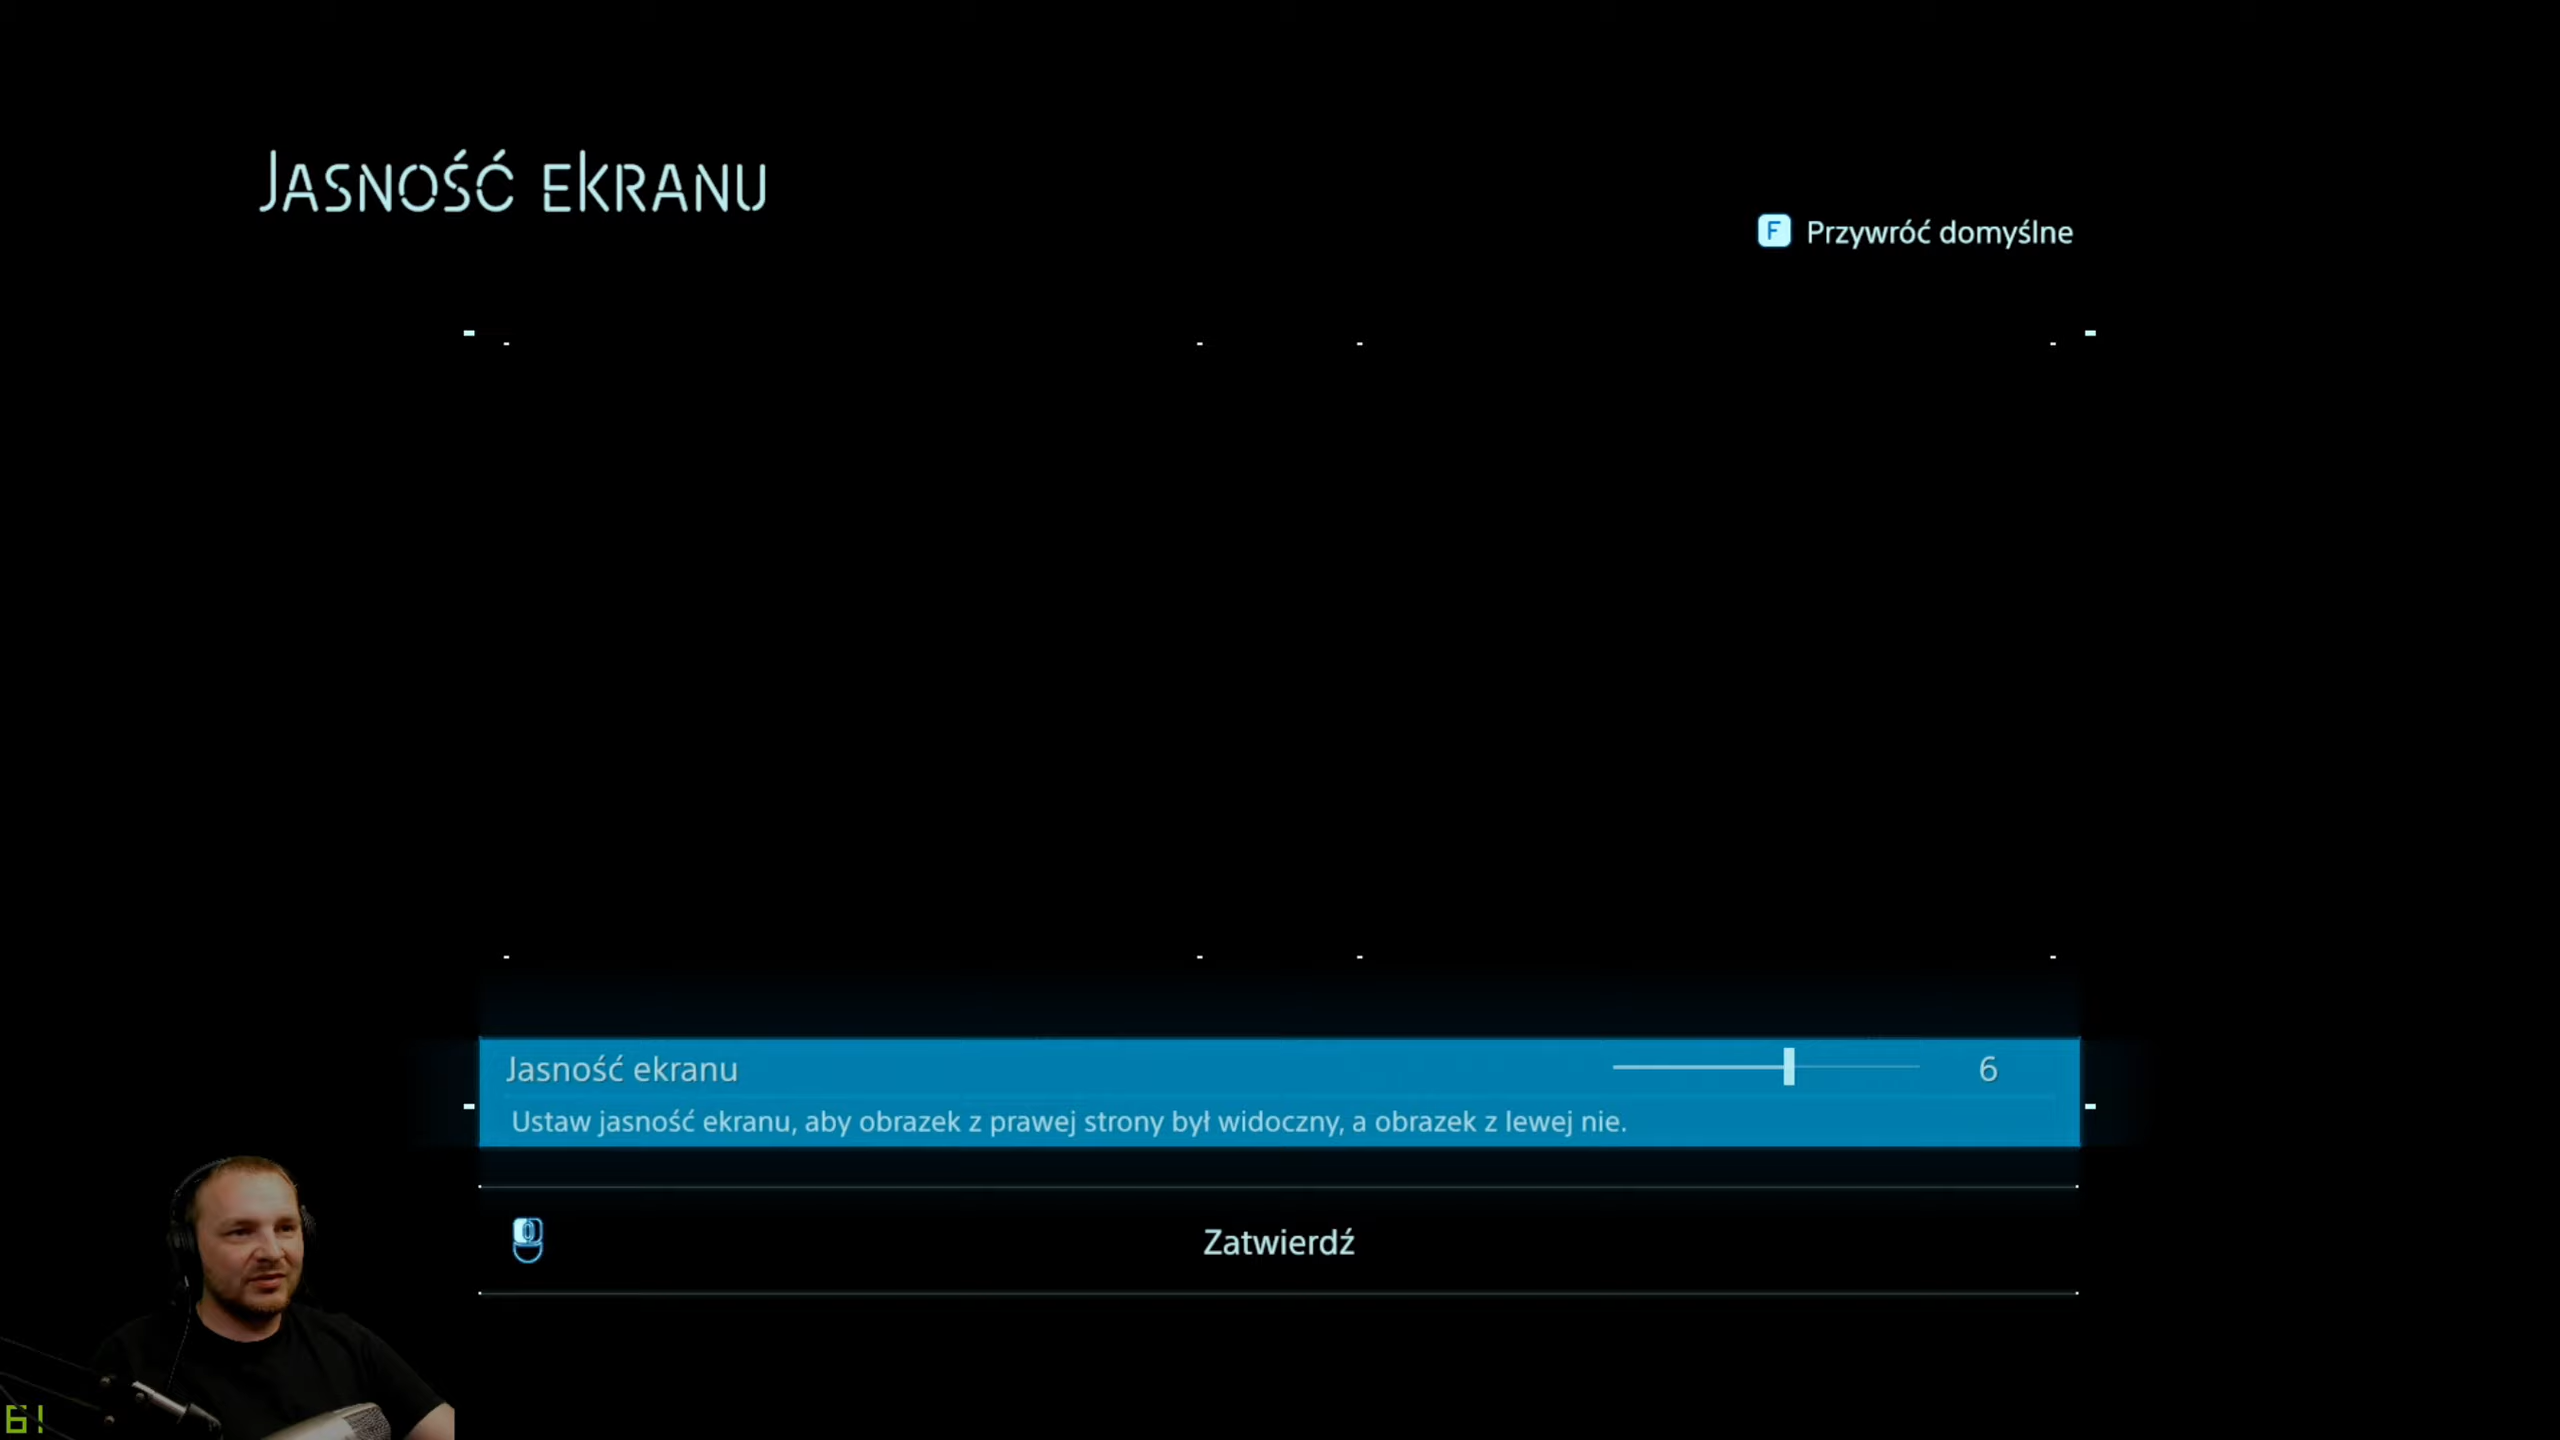 Jasność ekranu
F Przywróć domyślne
Jasność ekranu 6
Ustaw jasność ekranu, aby obrazek z prawej strony był widoczny, a obrazek z lewej nie.
Zatwierdź